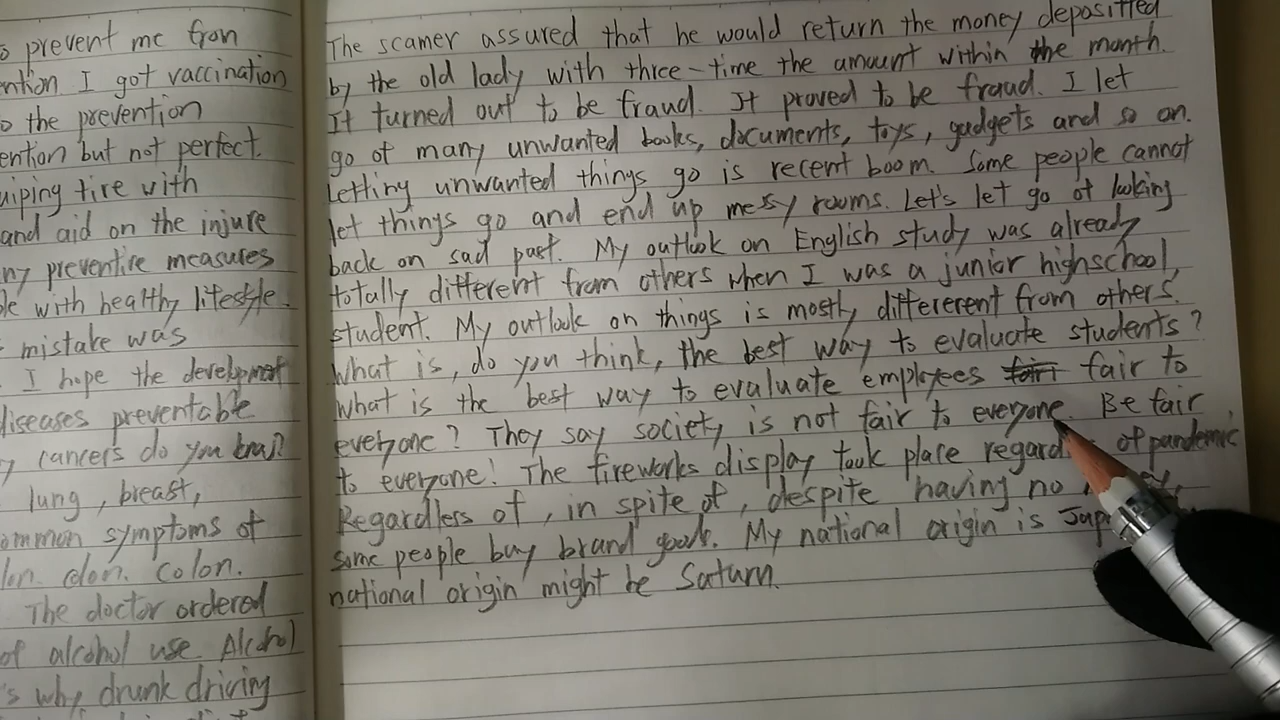 prevent me from
I got vaccination
the prevention
but not perfect.
tire with
and aid on the injure
preventive measures
with healthy lifestyle.
mistake was
I hope the development
diseases preventable
cancers do you know?
lung, breast,
symptoms of
colon. colon.
The doctor ordered
of alcohol use Alcohol
why drunk driving
The scamer assured that he would return the money depositted
by the old lady with three-time the amount within the month.
It turned out to be fraud. It proved to be fraud. I let
go of many unwanted books, documents, toys, gadgets and so on.
Letting unwanted things go is recent boom. Some people cannot
let things go and end up messy rooms. Let's let go of looking
back on sad past. My outlook on English study was already
totally different from others when I was a junior highschool,
student. My outlook on things is mostly differerent from others.
What is, do you think, the best way to evaluate students?
What is the best way to evaluate employees fair to
everyone? They say society is not fair to everyone. Be fair
to everyone! The fireworks display took place of pandemic.
Regardless of, in spite of, despite having no
some people buy brand goods. My national origin is
national origin might be Saturn.